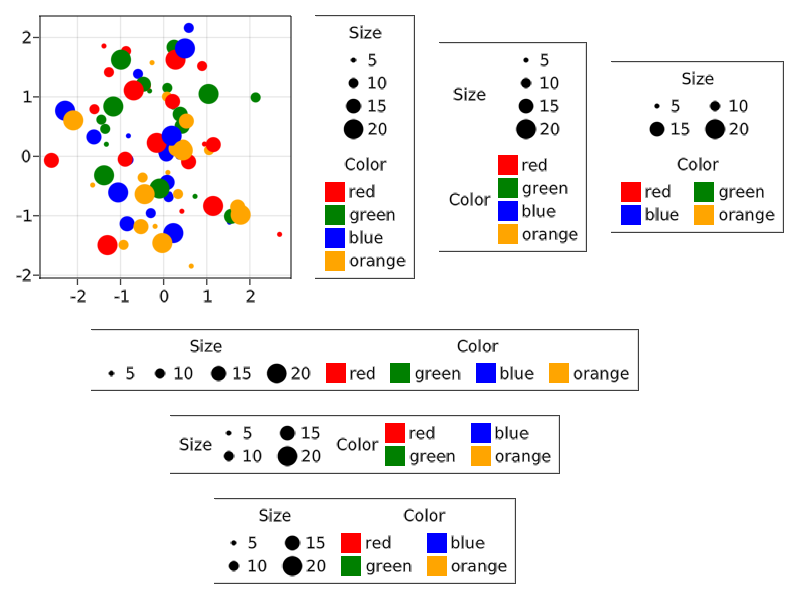 2
1
0
-1
-2
-2 -1 0 1 2
Size
5
10
15
20
Color
red
green
blue
orange
Size
5
10
15
20
Color
red
green
blue
orange
Size
5 10
15 20
Color
red green
blue orange
Size Color
5 10 15 20 red green blue orange
Size 5 15 Color red blue
10 20 green orange
Size Color
5 15 red blue
10 20 green orange